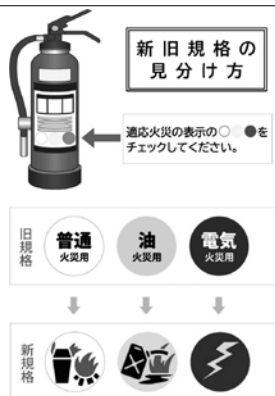 新旧規格の
見分け方
適応火災の表示の○○●を
チェックしてください。
旧規格
普通
火災用
油
火災用
電気
火災用
新規格